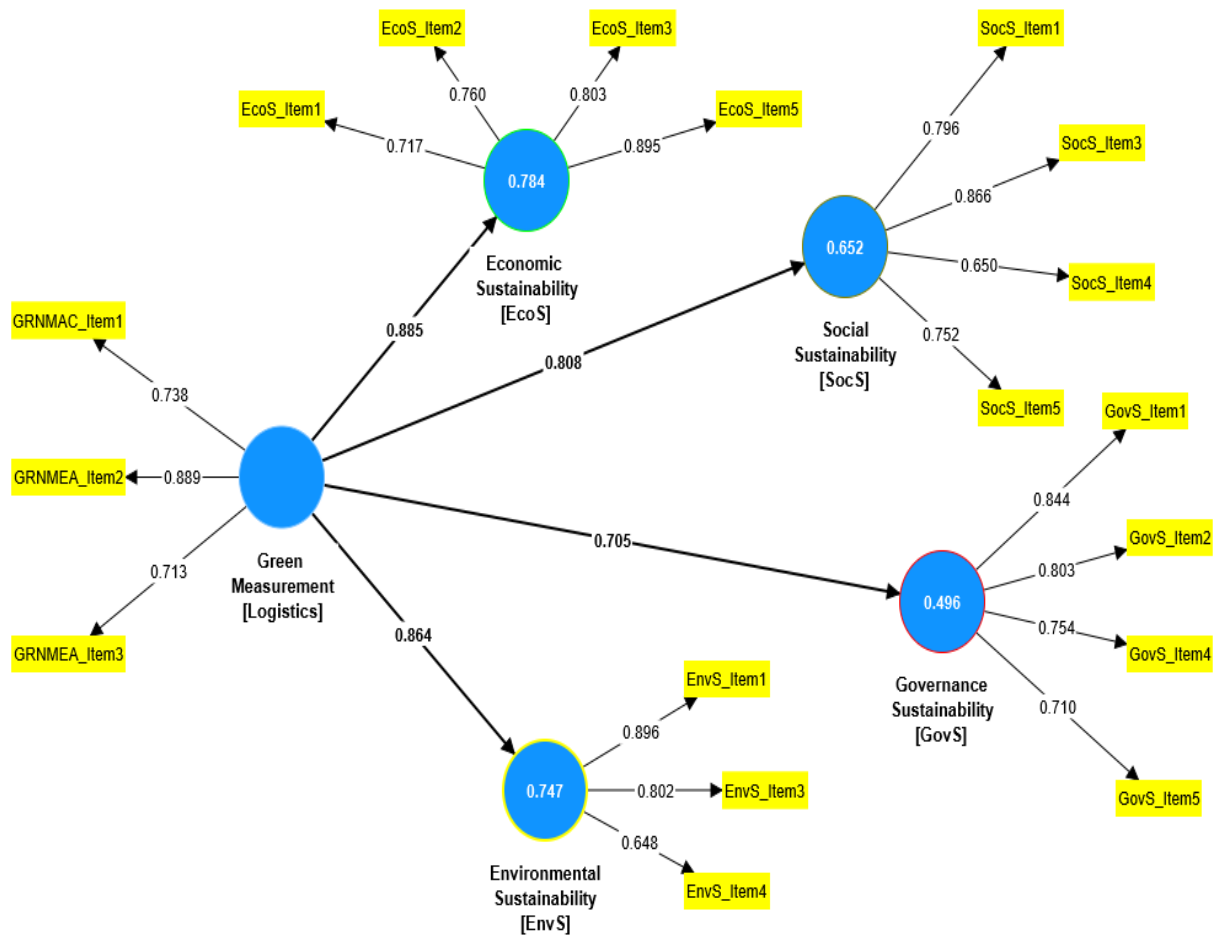 EcoS_Item2
EcoS_Item3
SocS_Item1
EcoS_Item1
0.760
0.803
EcoS_Item5
0.717
0.895
0.796
SocS_Item3
0.784
0.866
0.652
0.650
SocS_Item4
Economic
Sustainability
[EcoS]
GRNMAC_Item1
0.885
Social
Sustainability
[SocS]
0.752
0.808
0.738
SocS_Item5
GovS_Item1
GRNMEA_Item2
0.889
0.844
Green
Measurement
[Logistics]
0.705
GovS_Item2
0.803
0.713
0.496
0.754
GovS_Item4
GRNMEA_Item3
0.864
Governance
Sustainability
[GovS]
0.710
EnvS_Item1
0.896
0.747
0.802
EnvS_Item3
GovS_Item5
0.648
Environmental
Sustainability
[EnvS]
EnvS_Item4